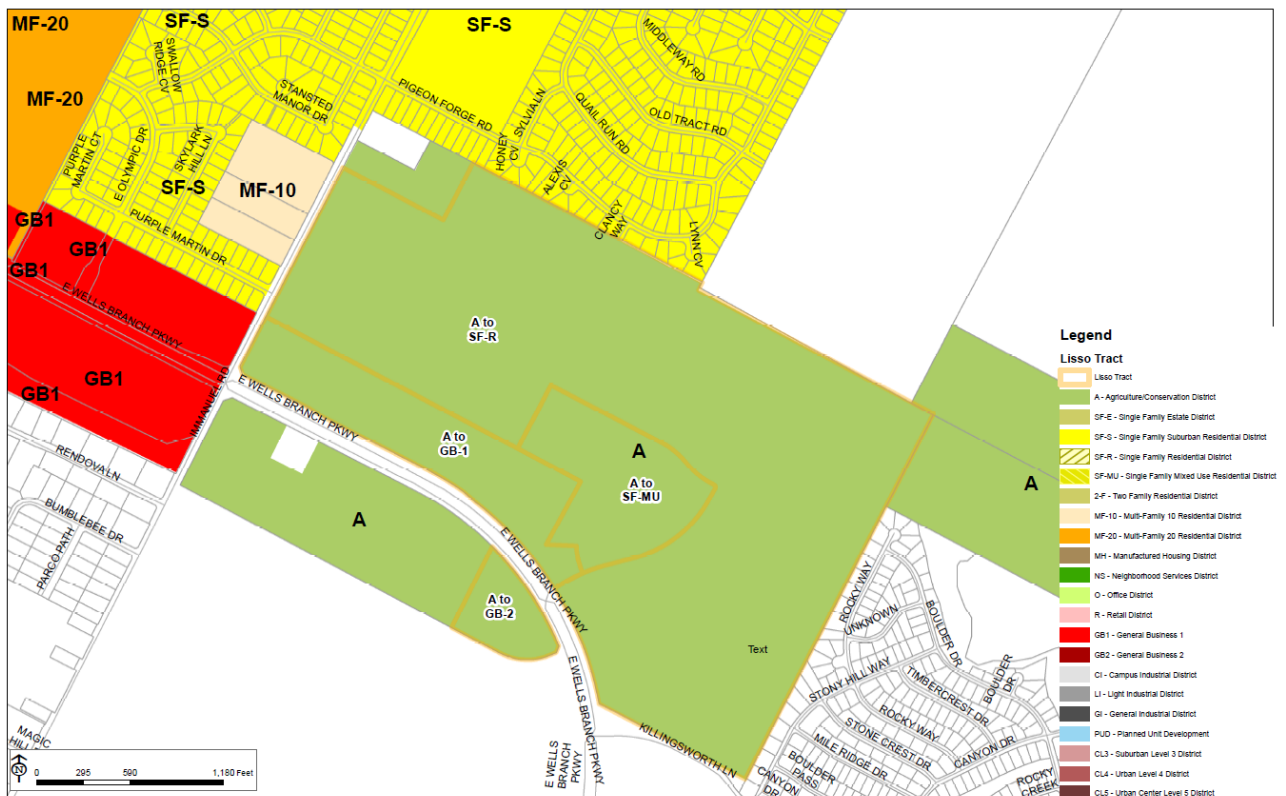 MF-20
SF-S
SF-S
SWALLOW
RIDGE CV
MIDDLEWAY RD
MF-20
STANSTED
MANOR DR
PIGEON FORGE RD
SYLVIA LN
QUAIL RUN RD
OLD TRACT RD
PURPLE
MARTIN CT
E OLYMPIC DR
SKYLARK
HILL LN
HONEY
CV
ALEXIS
CV
SF-S
MF-10
GB1
PURPLE MARTIN DR
CLANCY
WAY
LYNN CV
GB1
GB1
E WELLS BRANCH PKWY
A to
SF-R
GB1
GB1
IMMANUEL RD
E WELLS BRANCH PKWY
A to
GB-1
A
A to
SF-MU
A
RENDOVA LN
BUMBLEBEE DR
PARCO PATH
A
E WELLS BRANCH PKWY
A to
GB-2
ROCKY WAY
UNKNOWN
BOULDER DR
BOULDER
DR
Text
STONY HILL WAY
TIMBERCREST DR
ROCKY WAY
STONE CREST DR
CANYON DR
MILE RIDGE DR
BOULDER
PASS
E WELLS BRANCH PKWY
KILLINGSWORTH LN
E WELLS
BRANCH
PKWY
CANYON
DR
ROCKY
CREEK
MAGIC
HILL
N
0 295 590 1,180 Feet
Legend
Lisso Tract
Lisso Tract
A - Agriculture/Conservation District
SF-E - Single Family Estate District
SF-S - Single Family Suburban Residential District
SF-R - Single Family Residential District
SF-MU - Single Family Mixed Use Residential District
2-F - Two Family Residential District
MF-10 - Multi-Family 10 Residential District
MF-20 - Multi-Family 20 Residential District
MH - Manufactured Housing District
NS - Neighborhood Services District
O - Office District
R - Retail District
GB1 - General Business 1
GB2 - General Business 2
CI - Campus Industrial District
LI - Light Industrial District
GI - General Industrial District
PUD - Planned Unit Development
CL3 - Suburban Level 3 District
CL4 - Urban Level 4 District
CL5 - Urban Center Level 5 District